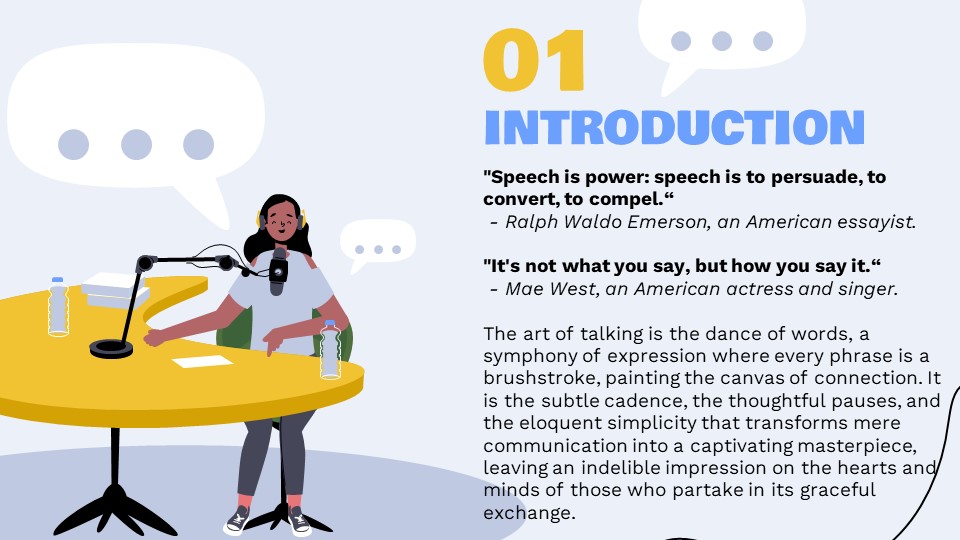 01
INTRODUCTION
"Speech is power: speech is to persuade, to
convert, to compel.“
- Ralph Waldo Emerson, an American essayist.
"It's not what you say, but how you say it.“
- Mae West, an American actress and singer.
The art of talking is the dance of words, a
symphony of expression where every phrase is a
brushstroke, painting the canvas of connection. It
is the subtle cadence, the thoughtful pauses, and
the eloquent simplicity that transforms mere
communication into a captivating masterpiece,
leaving an indelible impression on the hearts and
minds of those who partake in its graceful
exchange.